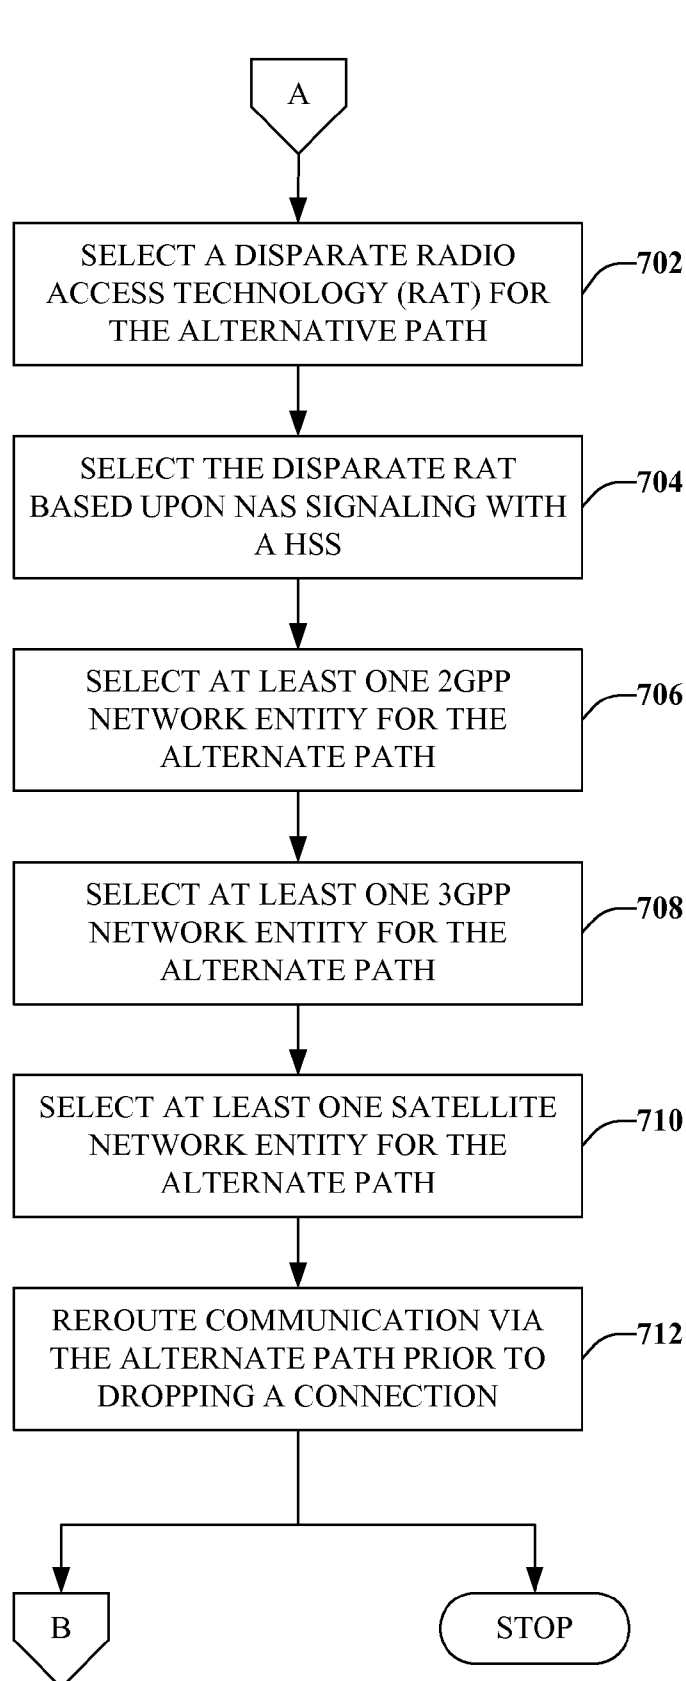 A
SELECT A DISPARATE RADIO
ACCESS TECHNOLOGY (RAT) FOR
THE ALTERNATIVE PATH
702
SELECT THE DISPARATE RAT
BASED UPON NAS SIGNALING WITH
A HSS
704
SELECT AT LEAST ONE 2GPP
NETWORK ENTITY FOR THE
ALTERNATE PATH
706
SELECT AT LEAST ONE 3GPP
NETWORK ENTITY FOR THE
ALTERNATE PATH
708
SELECT AT LEAST ONE SATELLITE
NETWORK ENTITY FOR THE
ALTERNATE PATH
710
REROUTE COMMUNICATION VIA
THE ALTERNATE PATH PRIOR TO
DROPPING A CONNECTION
712
B
STOP